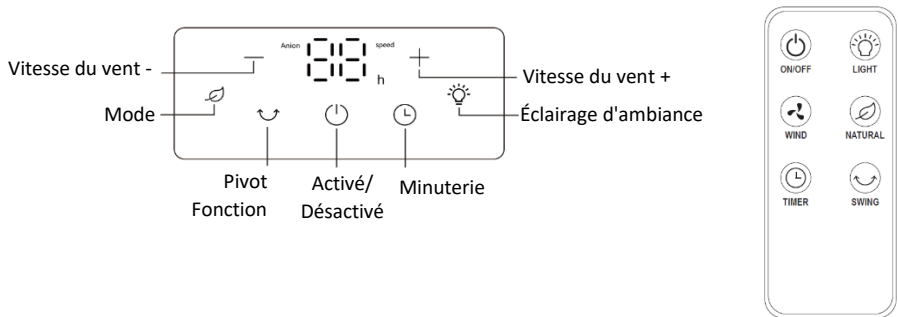 Anion
88
speed
h
Vitesse du vent -
Vitesse du vent +
Mode
Éclairage d'ambiance
Pivot
Fonction
Activé/
Désactivé
Minuterie
ON/OFF
LIGHT
WIND
NATURAL
TIMER
SWING